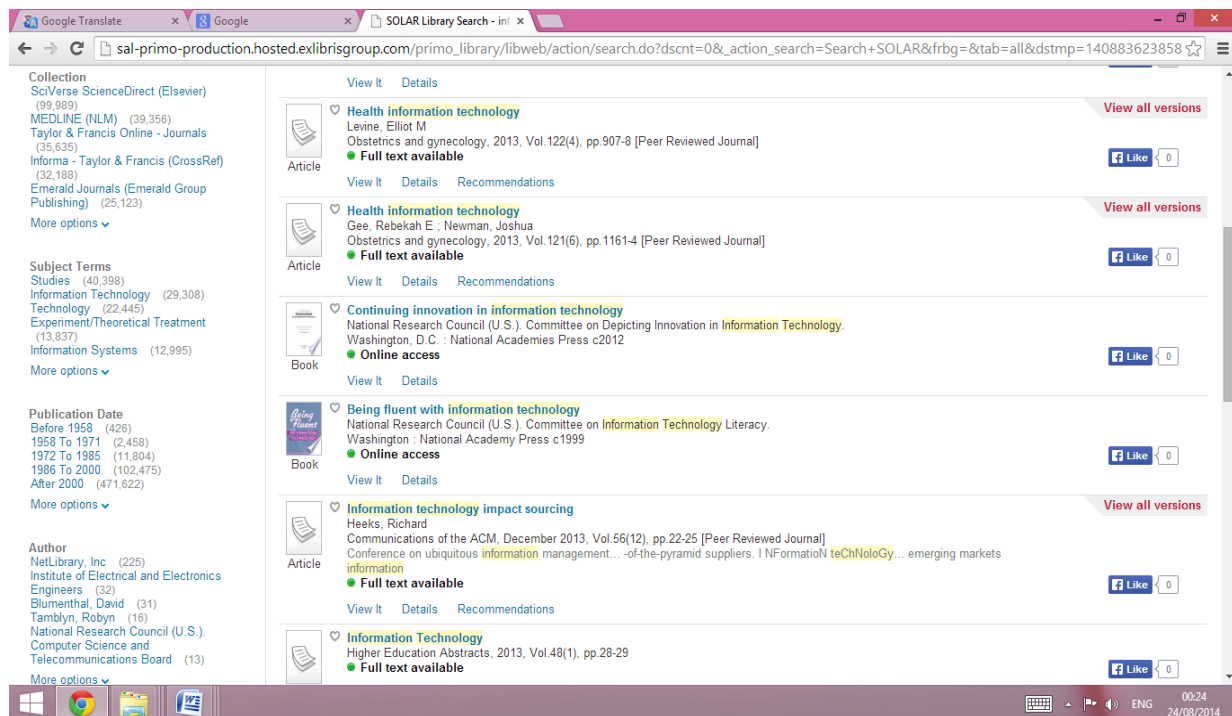 Google Translate
Google
SOLAR Library Search - inf
sal-primo-production.hosted.exlibrisgroup.com/primo_library/libweb/action/search.do?dscnt=0&_action_search=Search+SOLAR&frbg=&tab=all&dstmp=140883623858
Collection
SciVerse ScienceDirect (Elsevier)
(99,989)
MEDLINE (NLM) (39,356)
Taylor & Francis Online - Journals
(35,635)
Informa - Taylor & Francis (CrossRef)
(32,188)
Emerald Journals (Emerald Group
Publishing) (25,123)
More options
Subject Terms
Studies (40,398)
Information Technology (29,308)
Technology (22,445)
Experiment/Theoretical Treatment
(13,837)
Information Systems (12,995)
More options
Publication Date
Before 1958 (426)
1958 To 1971 (2,458)
1972 To 1985 (11,804)
1986 To 2000 (102,475)
After 2000 (471,622)
More options
Author
NetLibrary, Inc (225)
Institute of Electrical and Electronics
Engineers (32)
Blumenthal, David (31)
Tamblyn, Robyn (16)
National Research Council (U.S.).
Computer Science and
Telecommunications Board (13)
More options
View It Details
Health information technology
View all versions
Levine, Elliot M
Obstetrics and gynecology, 2013, Vol.122(4), pp.907-8 [Peer Reviewed Journal]
Full text available
Like 0
Article
View It Details Recommendations
Health information technology
View all versions
Gee, Rebekah E ; Newman, Joshua
Obstetrics and gynecology, 2013, Vol.121(6), pp.1161-4 [Peer Reviewed Journal]
Full text available
Like 0
Article
View It Details Recommendations
Continuing innovation in information technology
National Research Council (U.S.). Committee on Depicting Innovation in Information Technology.
Washington, D.C. : National Academies Press c2012
Online access
Like 0
Book
View It Details
Being fluent with information technology
Being Fluent
National Research Council (U.S.). Committee on Information Technology Literacy.
Washington : National Academy Press c1999
Online access
Like 0
Book
View It Details
Information technology impact sourcing
View all versions
Heeks, Richard
Communications of the ACM, December 2013, Vol.56(12), pp.22-25 [Peer Reviewed Journal]
Conference on ubiquitous information management... -of-the-pyramid suppliers. I NFormatioN teChNoloGy... emerging markets
information
Full text available
Like 0
Article
View It Details Recommendations
Information Technology
Higher Education Abstracts, 2013, Vol.48(1), pp.28-29
Full text available
Like 0
ENG
00:24
24/08/2014